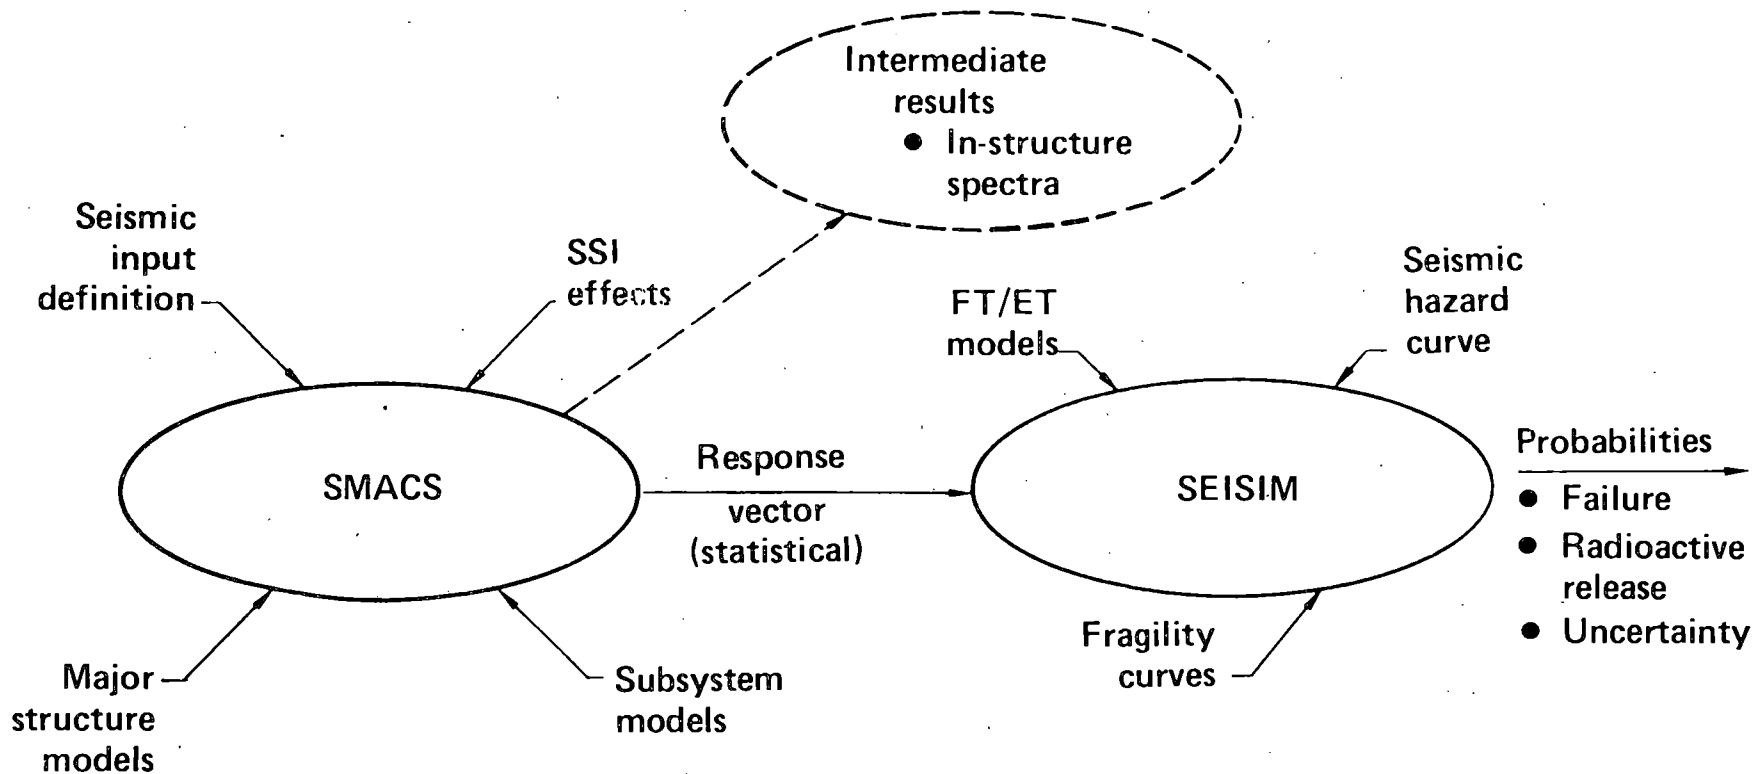 Intermediate
results
● In-structure
spectra
Seismic
input
definition
SSI
effects
FT/ET
models
Seismic
hazard
curve
SMACS
Response
vector
(statistical)
SEISIM
Probabilities
● Failure
● Radioactive
release
● Uncertainty
Major
structure
models
Subsystem
models
Fragility
curves